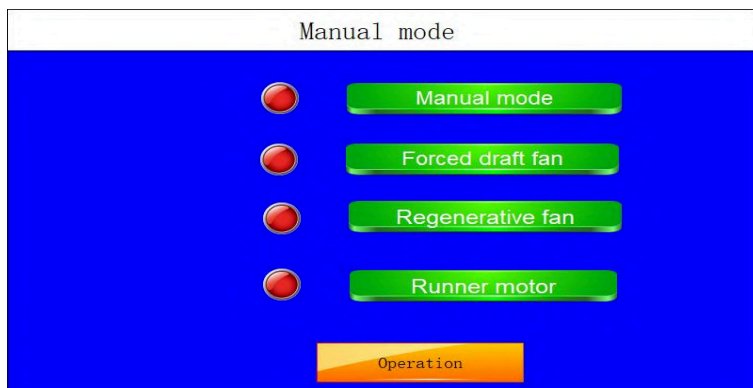 Manual mode
Manual mode
Forced draft fan
Regenerative fan
Runner motor
Operation